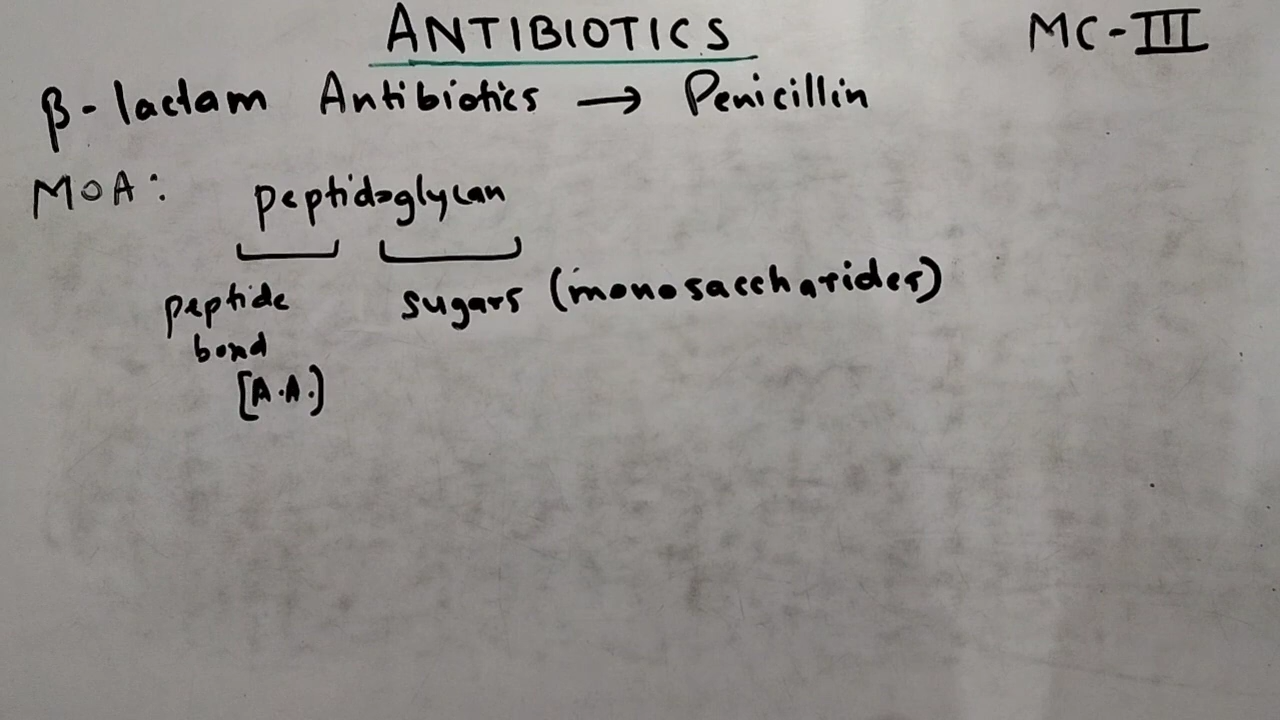 ANTIBIOTICS
MC-III
β-lactam Antibiotics → Penicillin
MOA: peptidoglycan
peptide bond [A.A.]
sugars (monosaccharides)